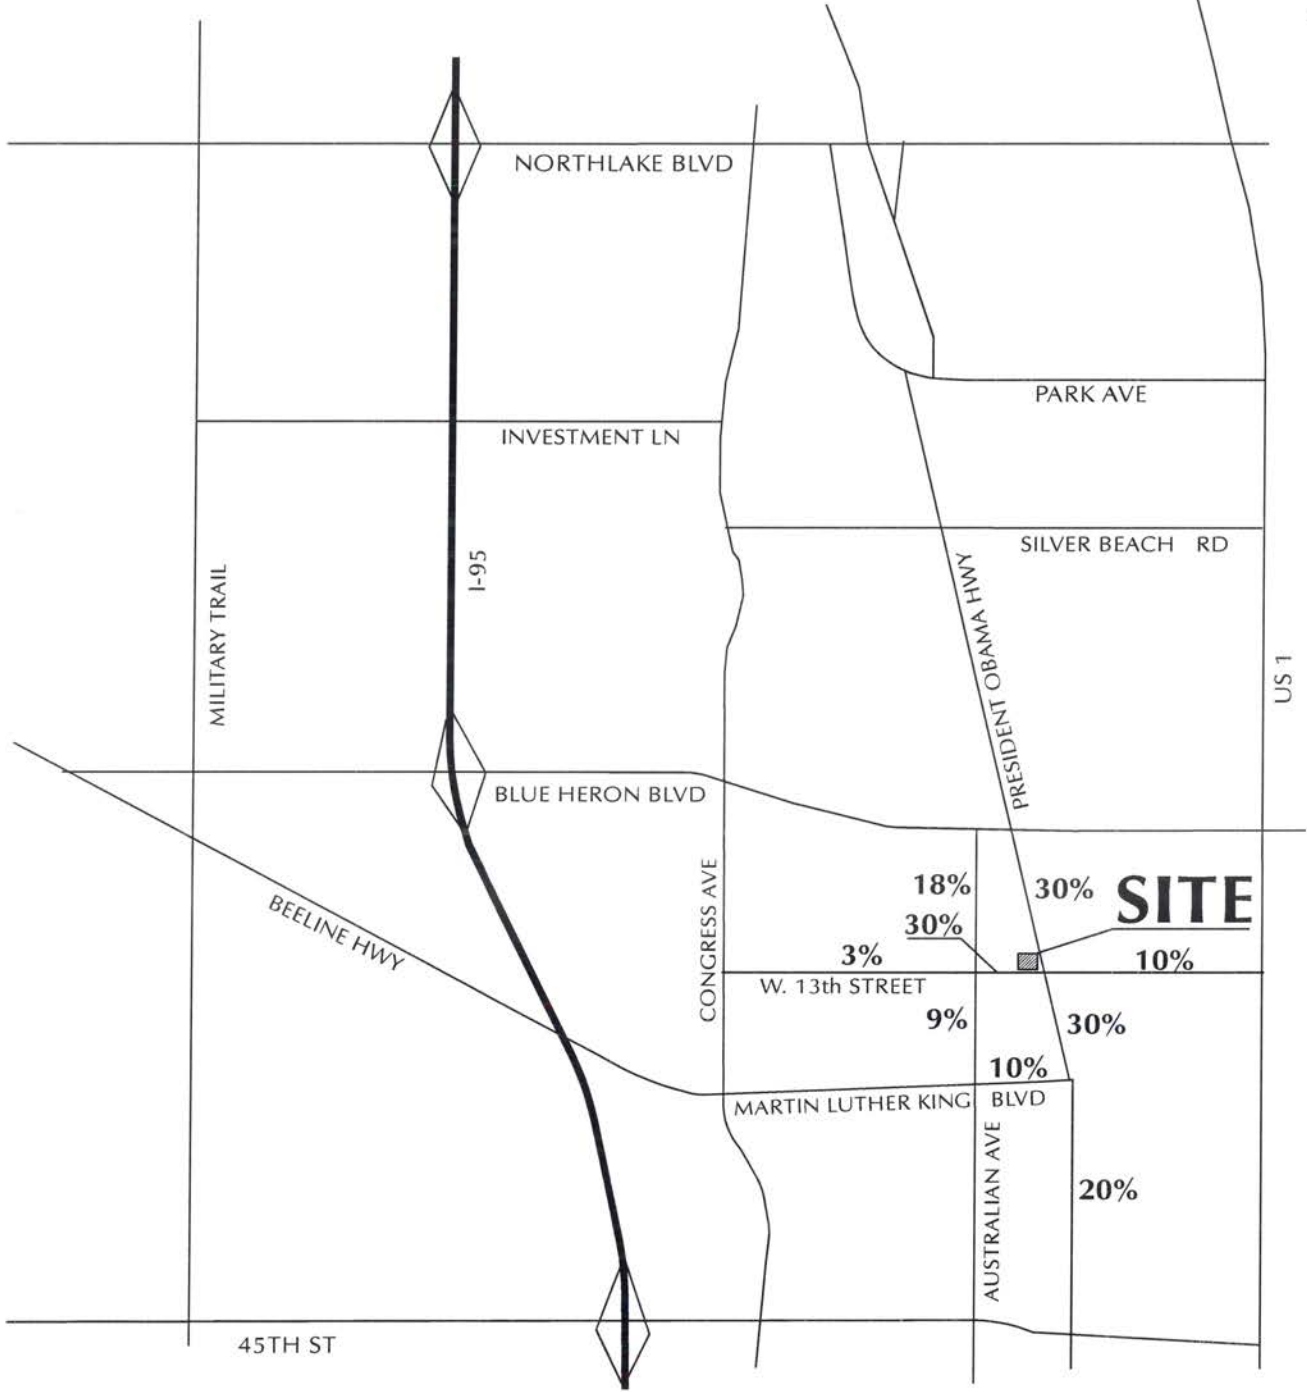 NORTHLAKE BLVD
PARK AVE
INVESTMENT LN
SILVER BEACH RD
I-95
MILITARY TRAIL
PRESIDENT OBAMA HWY
US 1
BLUE HERON BLVD
CONGRESS AVE
18%
30%
SITE
BEELINE HWY
30%
3%
10%
W. 13th STREET
9%
30%
10%
MARTIN LUTHER KING BLVD
AUSTRALIAN AVE
20%
45TH ST